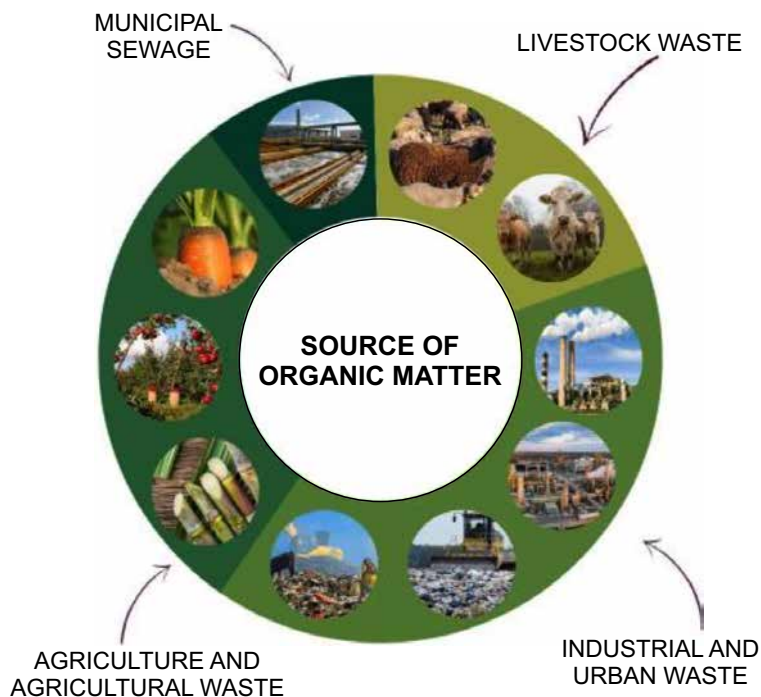 MUNICIPAL
SEWAGE
LIVESTOCK WASTE
SOURCE OF
ORGANIC MATTER
AGRICULTURE AND
AGRICULTURAL WASTE
INDUSTRIAL AND
URBAN WASTE